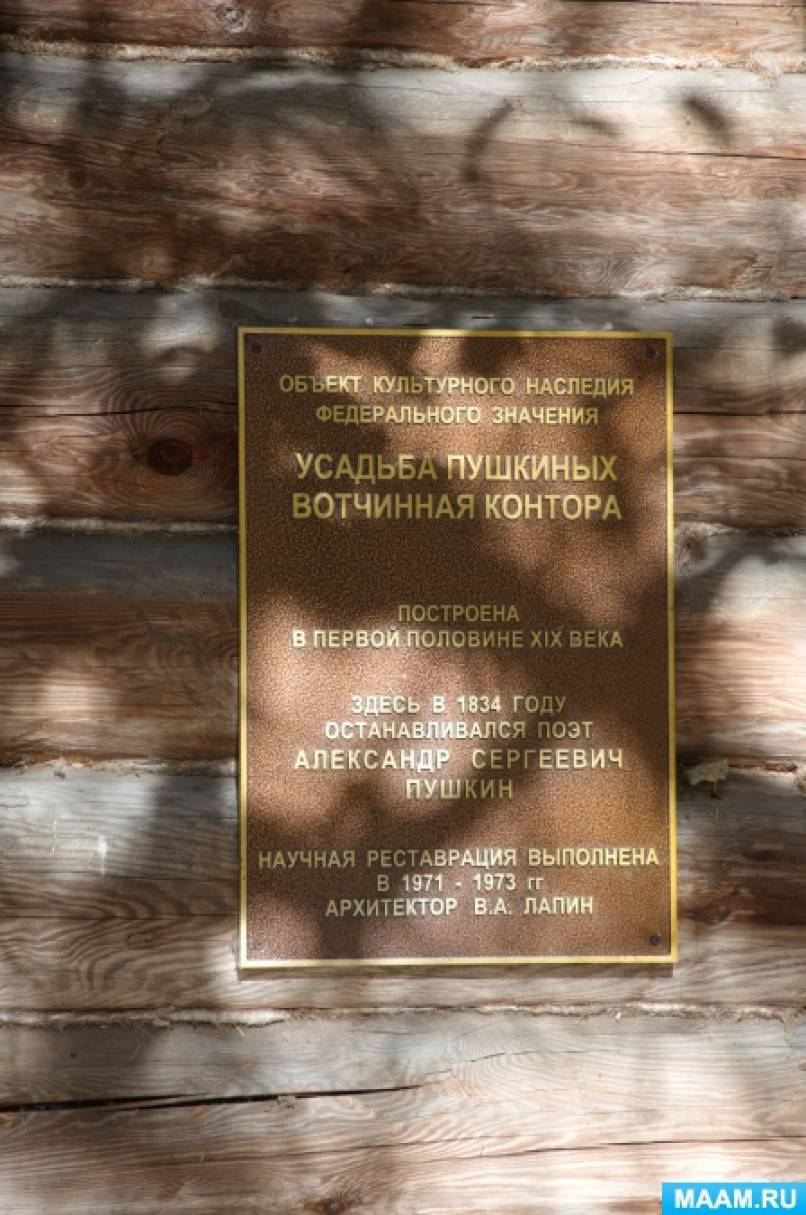 ОБЪЕКТ КУЛЬТУРНОГО НАСЛЕДИЯ
ФЕДЕРАЛЬНОГО ЗНАЧЕНИЯ
УСАДЬБА ПУШКИНЫХ
ВОТЧИННАЯ КОНТОРА
ПОСТРОЕНА
В ПЕРВОЙ ПОЛОВИНЕ XIX ВЕКА
ЗДЕСЬ В 1834 ГОДУ
ОСТАНАВЛИВАЛСЯ ПОЭТ
АЛЕКСАНДР СЕРГЕЕВИЧ
ПУШКИН
НАУЧНАЯ РЕСТАВРАЦИЯ ВЫПОЛНЕНА
В 1971 - 1973 гг
АРХИТЕКТОР В.А. ЛАПИН
MAAM.RU